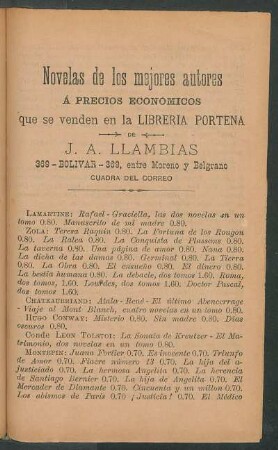 Novelas de los mejores autores
Á PRECIOS ECONÓMICOS
que se venden en la LIBRERIA PORTEÑA
DE
J. A. LLAMBIAS
369 - BOLIVAR - 369, entre Moreno y Belgrano
CUADRA DEL CORREO
LAMARTINE: Rafael - Graciella, las dos novelas en un
tomo 0.80. Manuscrito de mi madre 0.80.
ZOLA: Teresa Raquin 0.80. La Fortuna de los Rougon
0.80. La Ralea 0.80. La Conquista de Plassans 0.80.
La taverna 0.80. Una página de amor 0.80. Nana 0.80.
La dicha de las damas 0.80. Germinal 0.80. La Tierra
0.80. La Obra 0.80. El ensueño 0.80. El dinero 0.80.
La bestia humana 0.80. La debacle, dos tomos 1.60. Roma,
dos tomos, 1.60. Lourdes, dos tomos, 1.60. Doctor Pascal,
dos tomos 1.60.
CHATEAUBRIAND: Atala - René - El último Abencerrage
- Viaje al Mont Blanch, cuatro novelas en un tomo 0.80.
HUGO CONWAY: Misterio 0.80. Sin madre 0.80. Dias
oscuros 0.80.
CONDE LEON TOLSTOI: La Sonata de Kreutzer - El Ma-
trimonio, dos novelas en un tomo 0.80.
MONTEPIN: Juana Fortier 0.70. Es inocente 0.70. Triunfo
de Amor 0.70. Fiacre número 13 0.70. La hija del a-
justiciado 0.70. La hermosa Angelita 0.70. La herencia
de Santiago Bernier 0.70. La hija de Angelita 0.70. El
Mercader de Diamante 0.70. Cincuenta y un millon 0.70.
Los abismos de París 0.70 ¡Justicia! 0.70. El Médico